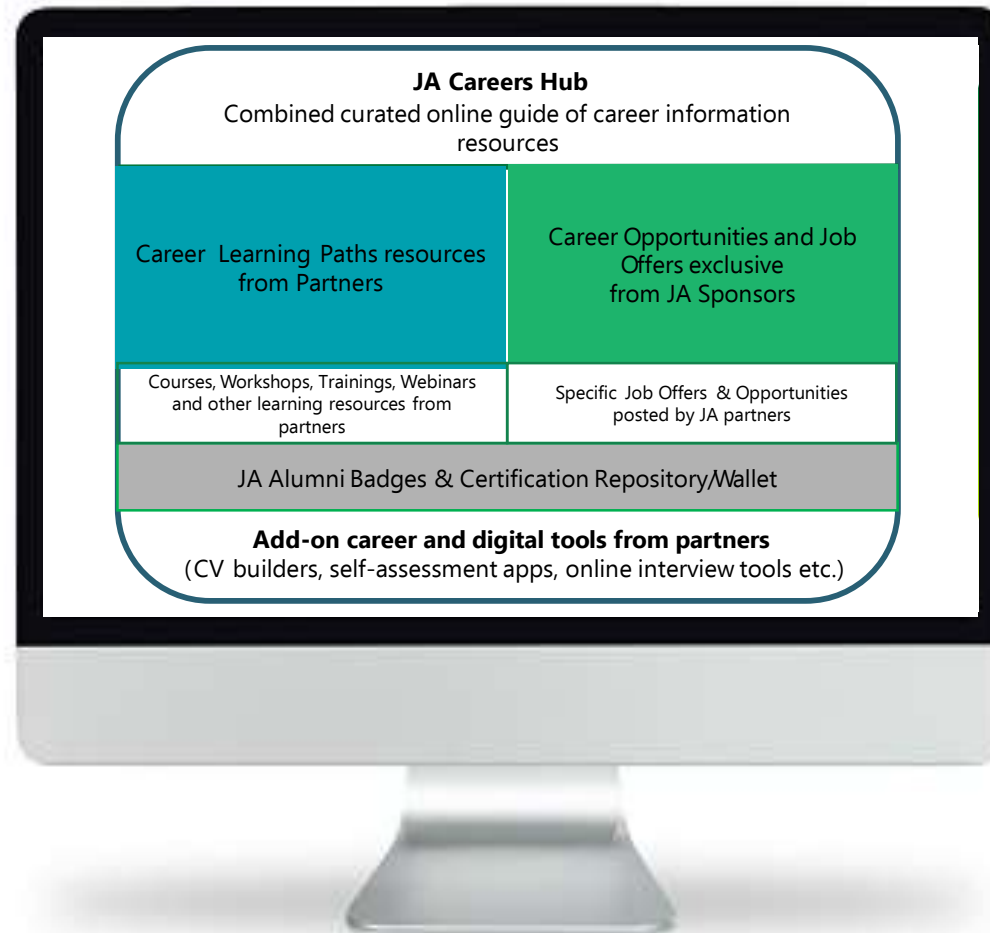 JA Careers Hub
Combined curated online guide of career information
resources
Career Learning Paths resources
from Partners
Career Opportunities and Job
Offers exclusive
from JA Sponsors
Courses, Workshops, Trainings, Webinars
and other learning resources from
partners
Specific Job Offers & Opportunities
posted by JA partners
JA Alumni Badges & Certification Repository/Wallet
Add-on career and digital tools from partners
(CV builders, self-assessment apps, online interview tools etc.)